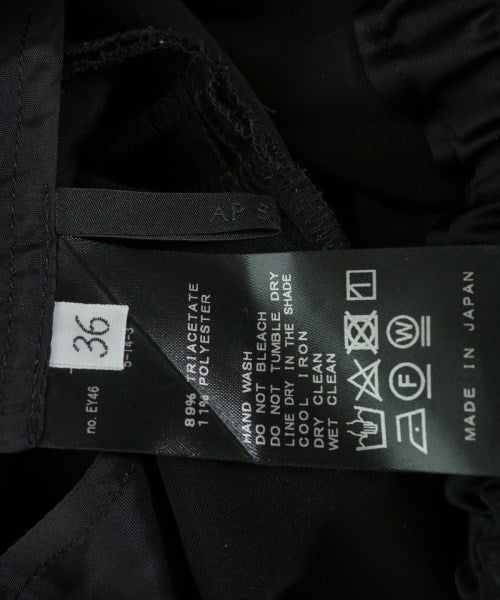 AP S
36
no. EY46
89% TRIACETATE
11% POLYESTER
HAND WASH
DO NOT BLEACH
DO NOT TUMBLE DRY
LINE DRY IN THE SHADE
COOL IRON
DRY CLEAN
WET CLEAN
W
F
MADE IN JAPAN